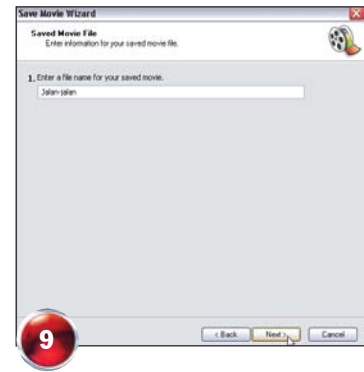 Save Movie Wizard
Saved Movie File
Enter information for your saved movie file.
1. Enter a file name for your saved movie.
Jalan-jalan
< Back Next > Cancel
9